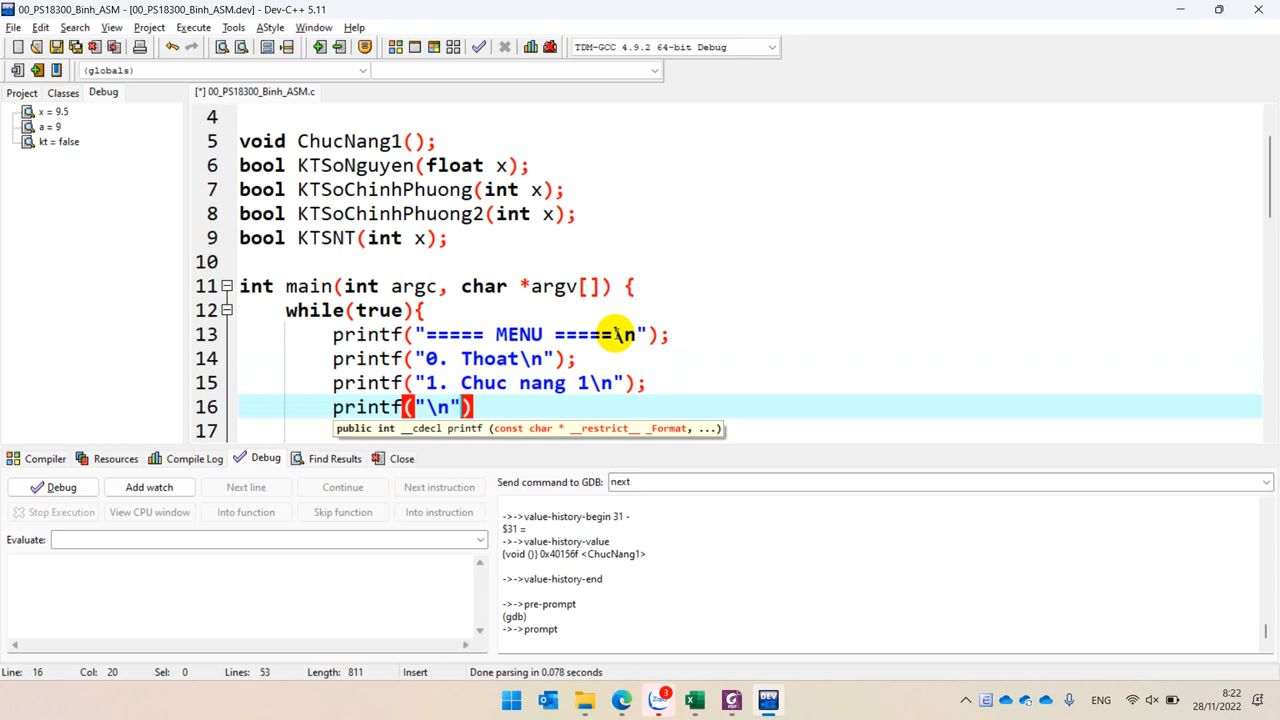 00_PS18300_Binh_ASM - [00_PS18300_Binh_ASM.dev] - Dev-C++ 5.11
File Edit Search View Project Execute Tools AStyle Window Help
TDM-GCC 4.9.2 64-bit Debug
(globals)
Project Classes Debug
[*] 00_PS18300_Binh_ASM.c
x = 9.5
a = 9
kt = false
4
5 void ChucNang1();
6 bool KTSoNguyen(float x);
7 bool KTSoChinhPhuong(int x);
8 bool KTSoChinhPhuong2(int x);
9 bool KTSNT(int x);
10
11 int main(int argc, char *argv[]) {
12 while(true){
13 printf("===== MENU =====\n");
14 printf("0. Thoat\n");
15 printf("1. Chuc nang 1\n");
16 printf("\n")
17
public int __cdecl printf (const char * __restrict__ _Format, ...)
Compiler Resources Compile Log Debug Find Results Close
Debug Add watch Next line Continue Next instruction
Stop Execution View CPU window Into function Skip function Into instruction
Evaluate:
Send command to GDB: next
->->value-history-begin 31 -
$31 =
->->value-history-value
{void ()} 0x40156f <ChucNang1>
->->value-history-end
->->pre-prompt
(gdb)
->->prompt
Line: 16 Col: 20 Sel: 0 Lines: 53 Length: 811 Insert Done parsing in 0.078 seconds
Zalo 3
DEV
ENG
8:22
28/11/2022